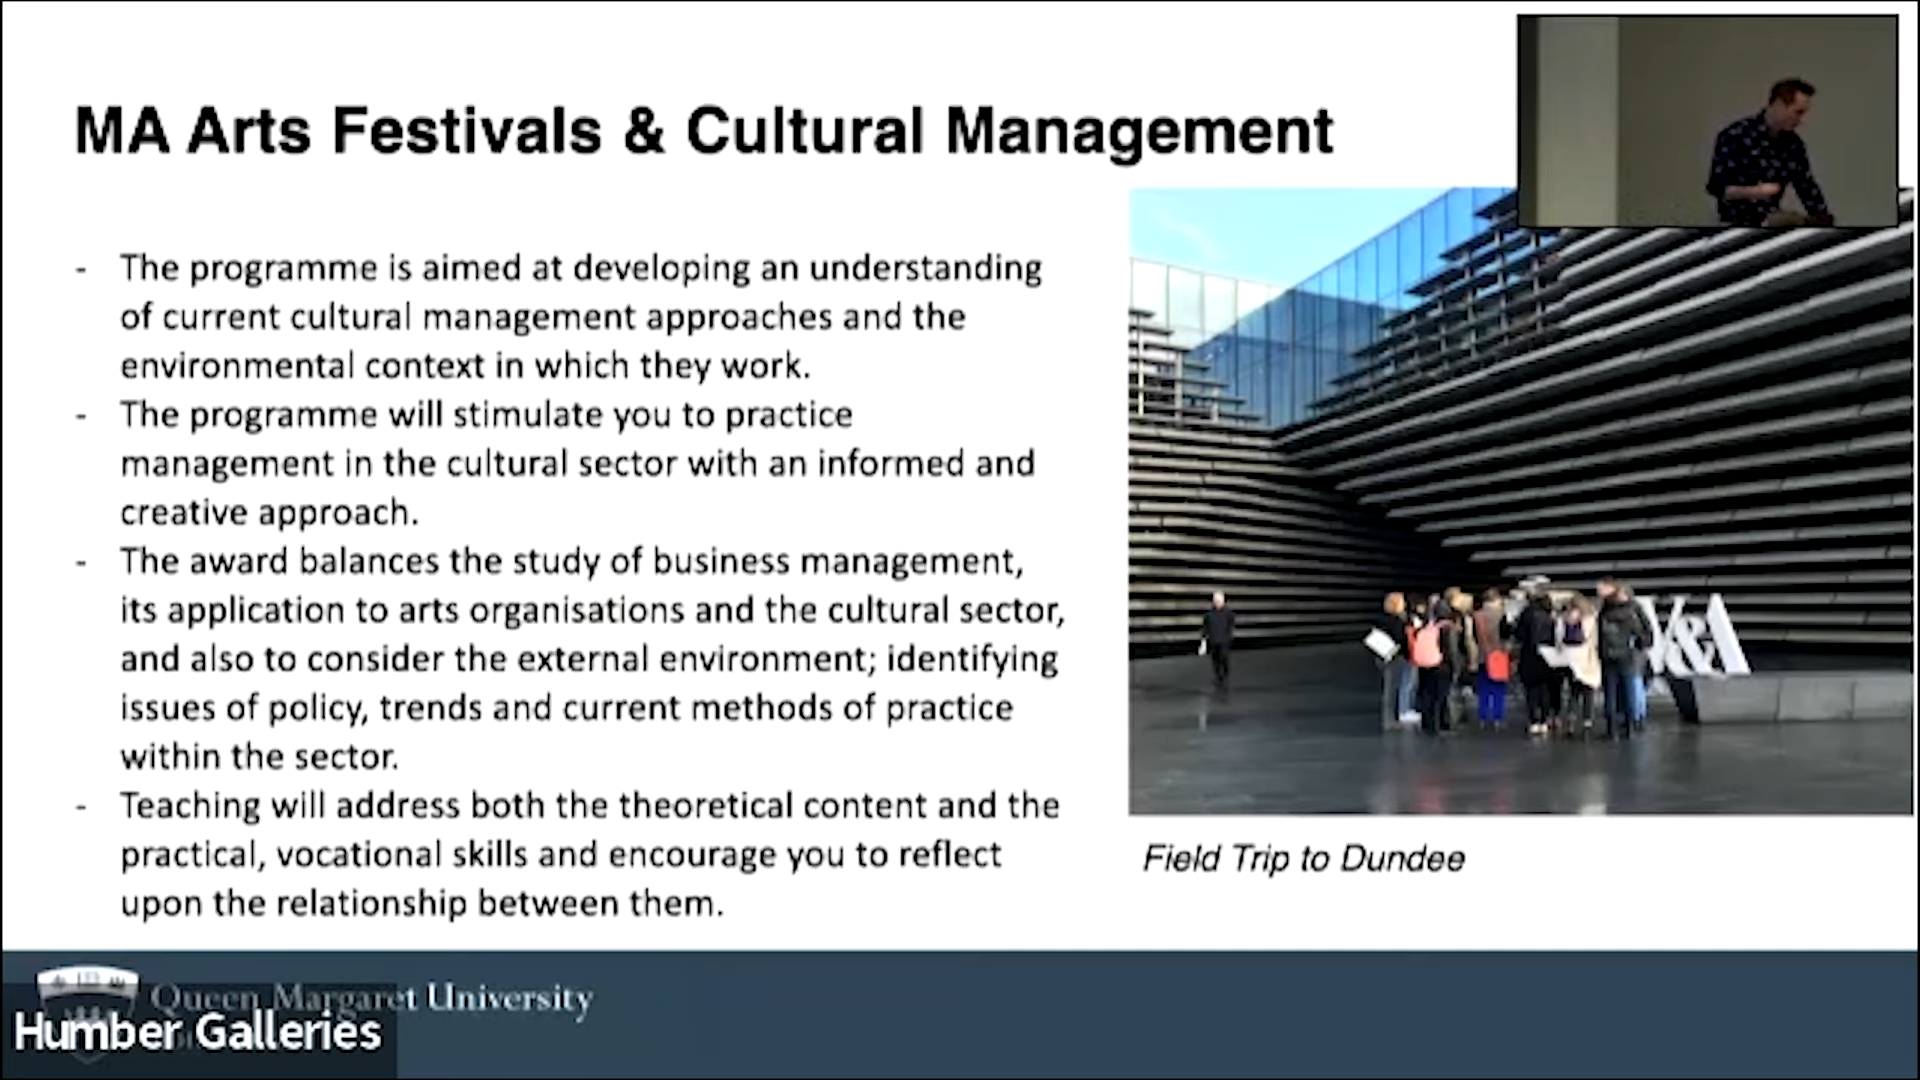 MA Arts Festivals & Cultural Management
- The programme is aimed at developing an understanding
of current cultural management approaches and the
environmental context in which they work.
- The programme will stimulate you to practice
management in the cultural sector with an informed and
creative approach.
- The award balances the study of business management,
its application to arts organisations and the cultural sector,
and also to consider the external environment; identifying
issues of policy, trends and current methods of practice
within the sector.
- Teaching will address both the theoretical content and the
practical, vocational skills and encourage you to reflect
upon the relationship between them.
V&A
Field Trip to Dundee
Queen Margaret University
Humber Galleries